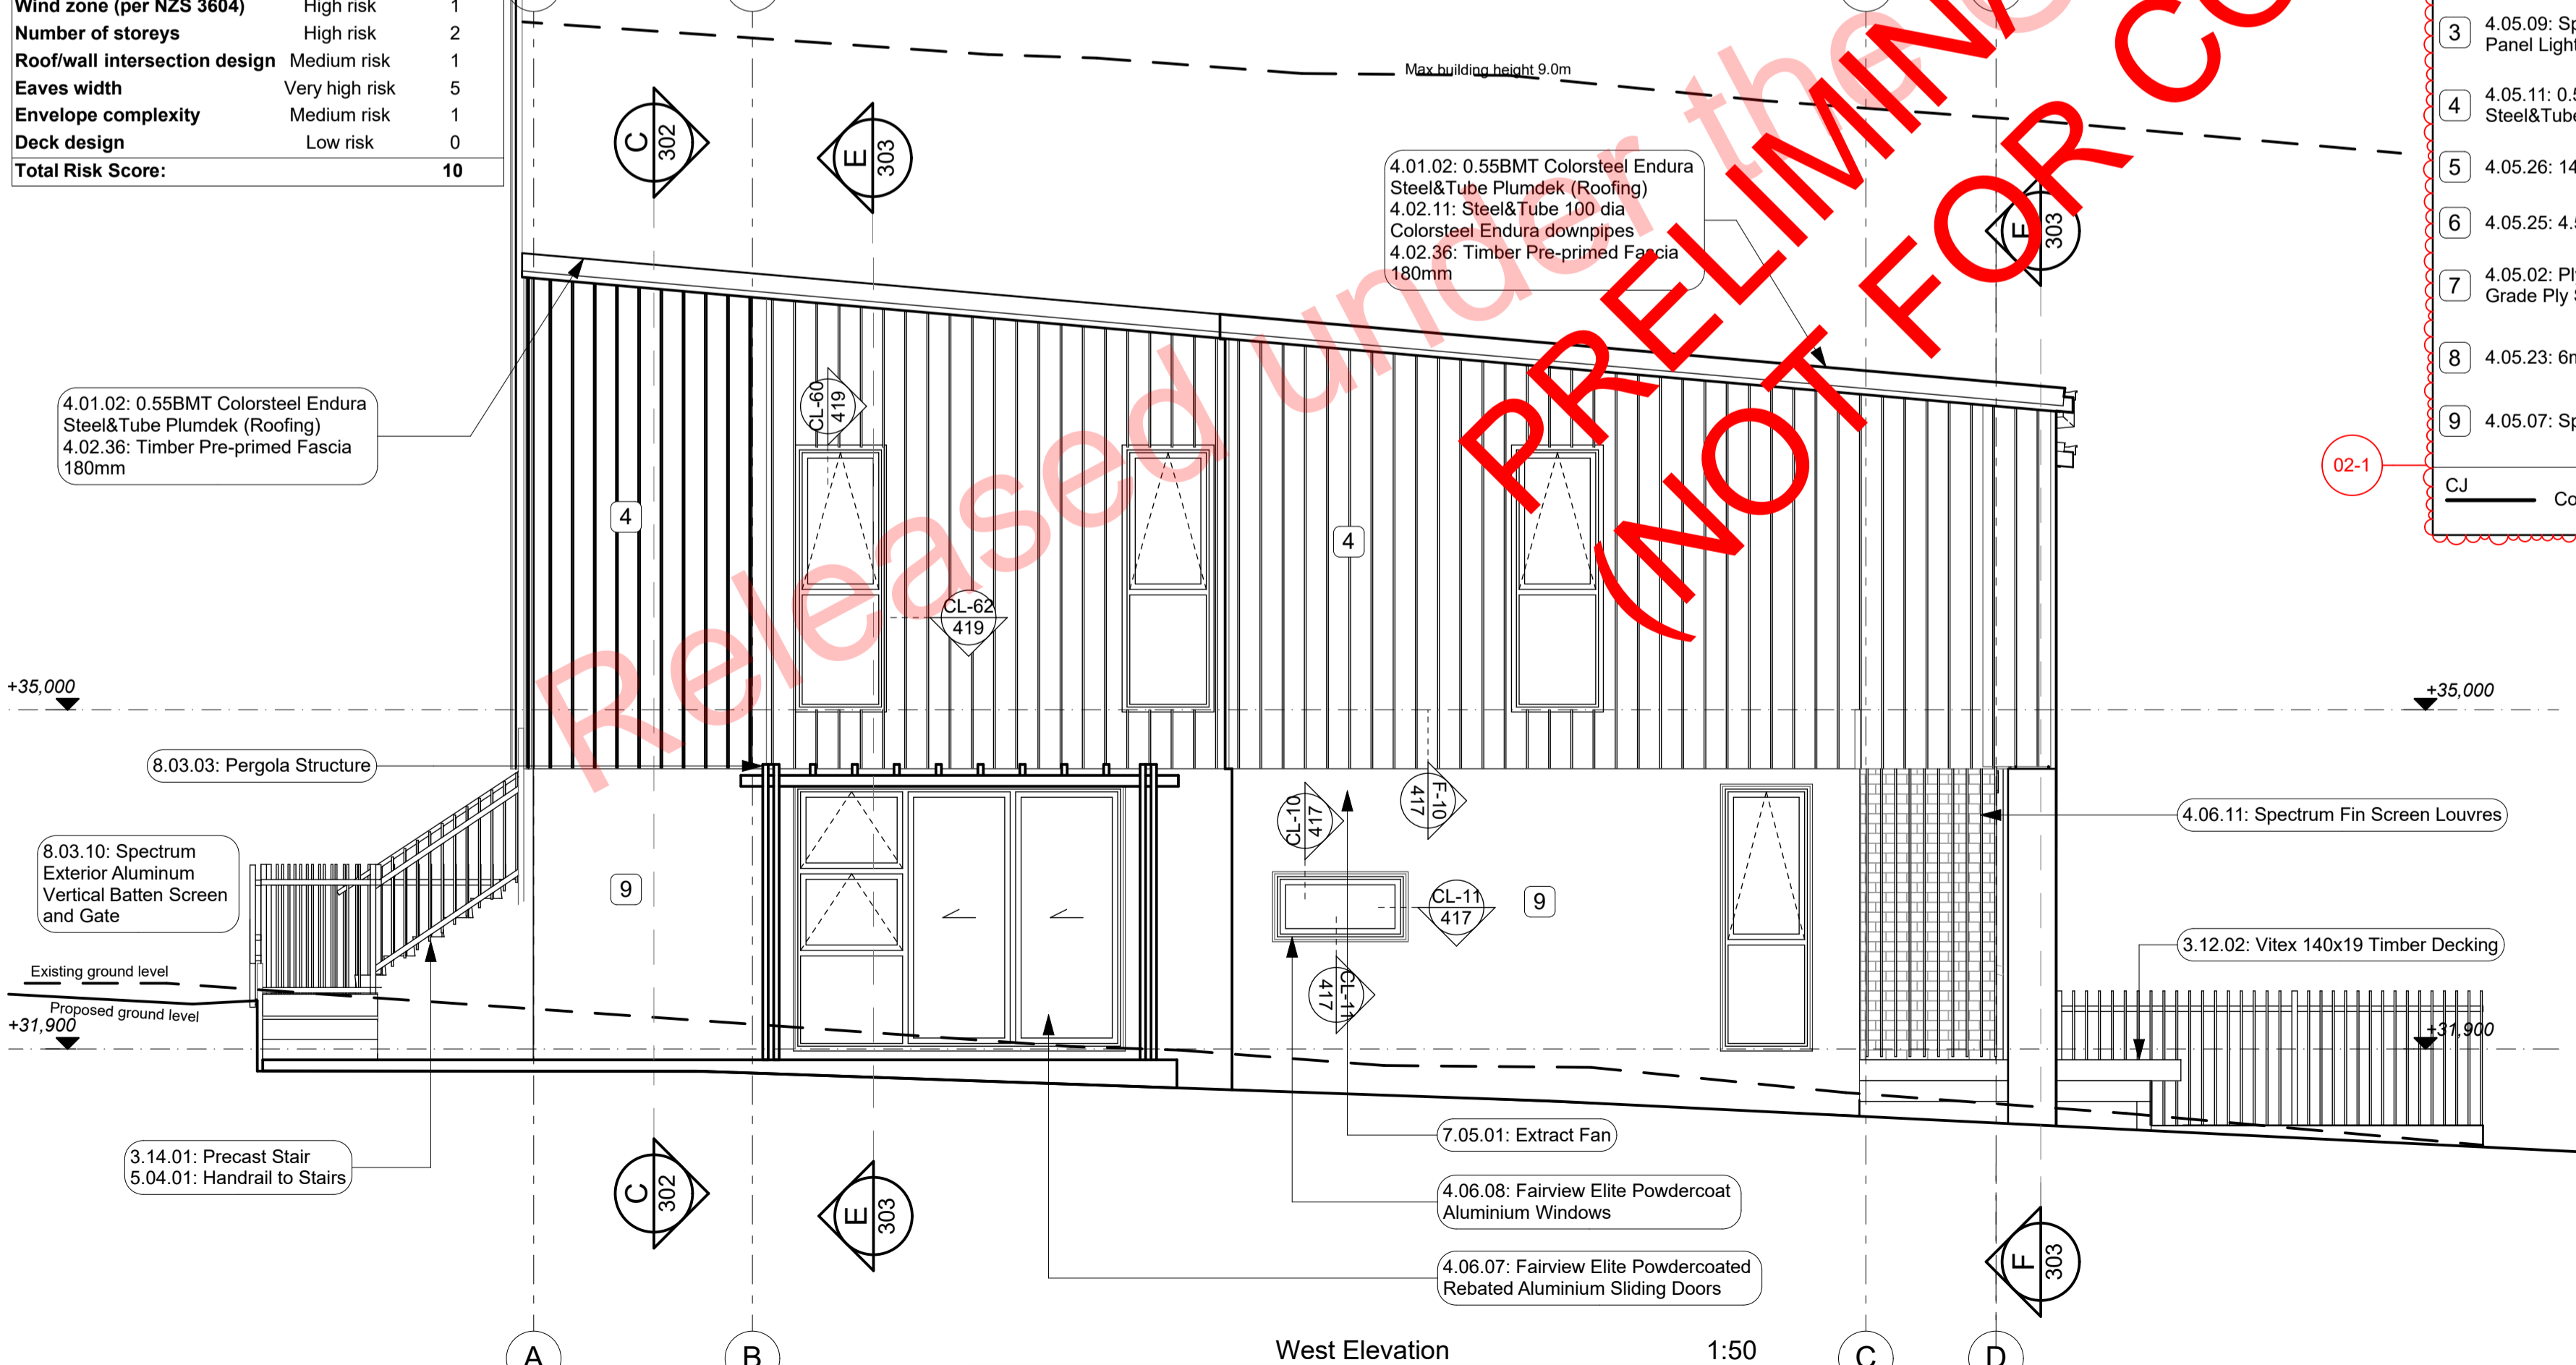 Wind zone (per NZS 3604) High risk 1
Number of storeys High risk 2
Roof/wall intersection design Medium risk 1
Eaves width Very high risk 5
Envelope complexity Medium risk 1
Deck design Low risk 0
Total Risk Score: 10
Max building height 9.0m
C
302
E
303
F
303
4.01.02: 0.55BMT Colorsteel Endura
Steel&Tube Plumdek (Roofing)
4.02.11: Steel&Tube 100 dia
Colorsteel Endura downpipes
4.02.36: Timber Pre-primed Fascia
180mm
4.01.02: 0.55BMT Colorsteel Endura
Steel&Tube Plumdek (Roofing)
4.02.36: Timber Pre-primed Fascia
180mm
3 4.05.09:
Panel
4 4.05.11:
Steel&Tube
5 4.05.26:
6 4.05.25:
7 4.05.02:
Grade Ply
8 4.05.23:
9 4.05.07:
02-1
CJ
Released under the
PRELIMINA
(NOT FOR CO
CL-60
419
4
4
CL-62
419
+35,000
+35,000
8.03.03: Pergola Structure
8.03.10: Spectrum
Exterior Aluminum
Vertical Batten Screen
and Gate
9
CL-10
417
F-10
417
CL-11
417
9
CL-11
417
4.06.11: Spectrum Fin Screen Louvres
3.12.02: Vitex 140x19 Timber Decking
Existing ground level
Proposed ground level
+31,900
+31,900
3.14.01: Precast Stair
5.04.01: Handrail to Stairs
7.05.01: Extract Fan
4.06.08: Fairview Elite Powdercoat
Aluminium Windows
4.06.07: Fairview Elite Powdercoated
Rebated Aluminium Sliding Doors
C
302
E
303
F
303
A
B
West Elevation 1:50
C
D